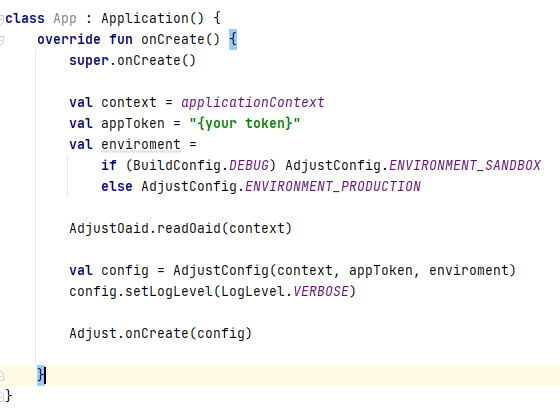 class App : Application() {
    override fun onCreate() {
        super.onCreate()

        val context = applicationContext
        val appToken = "{your token}"
        val enviroment =
            if (BuildConfig.DEBUG) AdjustConfig.ENVIRONMENT_SANDBOX
            else AdjustConfig.ENVIRONMENT_PRODUCTION

        AdjustOaid.readOaid(context)

        val config = AdjustConfig(context, appToken, enviroment)
        config.setLogLevel(LogLevel.VERBOSE)

        Adjust.onCreate(config)

    }
}